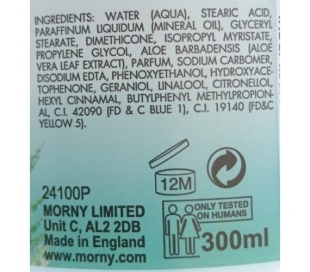 INGREDIENTS: WATER (AQUA), STEARIC ACID,
PARAFFINUM LIQUIDUM (MINERAL OIL), GLYCERYL
STEARATE, DIMETHICONE, ISOPROPYL MYRISTATE,
PROPYLENE GLYCOL, ALOE BARBADENSIS (ALOE
VERA LEAF EXTRACT), PARFUM, SODIUM CARBOMER,
DISODIUM EDTA, PHENOXYETHANOL, HYDROXYACE-
TOPHENONE, GERANIOL, LINALOOL, CITRONELLOL,
HEXYL CINNAMAL, BUTYLPHENYL METHYLPROPION-
AL, C.I. 42090 (FD & C BLUE 1), C.I. 19140 (FD&C
YELLOW 5).
12M
24100P
MORNY LIMITED
Unit C, AL2 2DB
Made in England
www.morny.com
ONLY TESTED
ON HUMANS
300ml